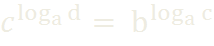 c^{log_a d} = b^{log_a c}